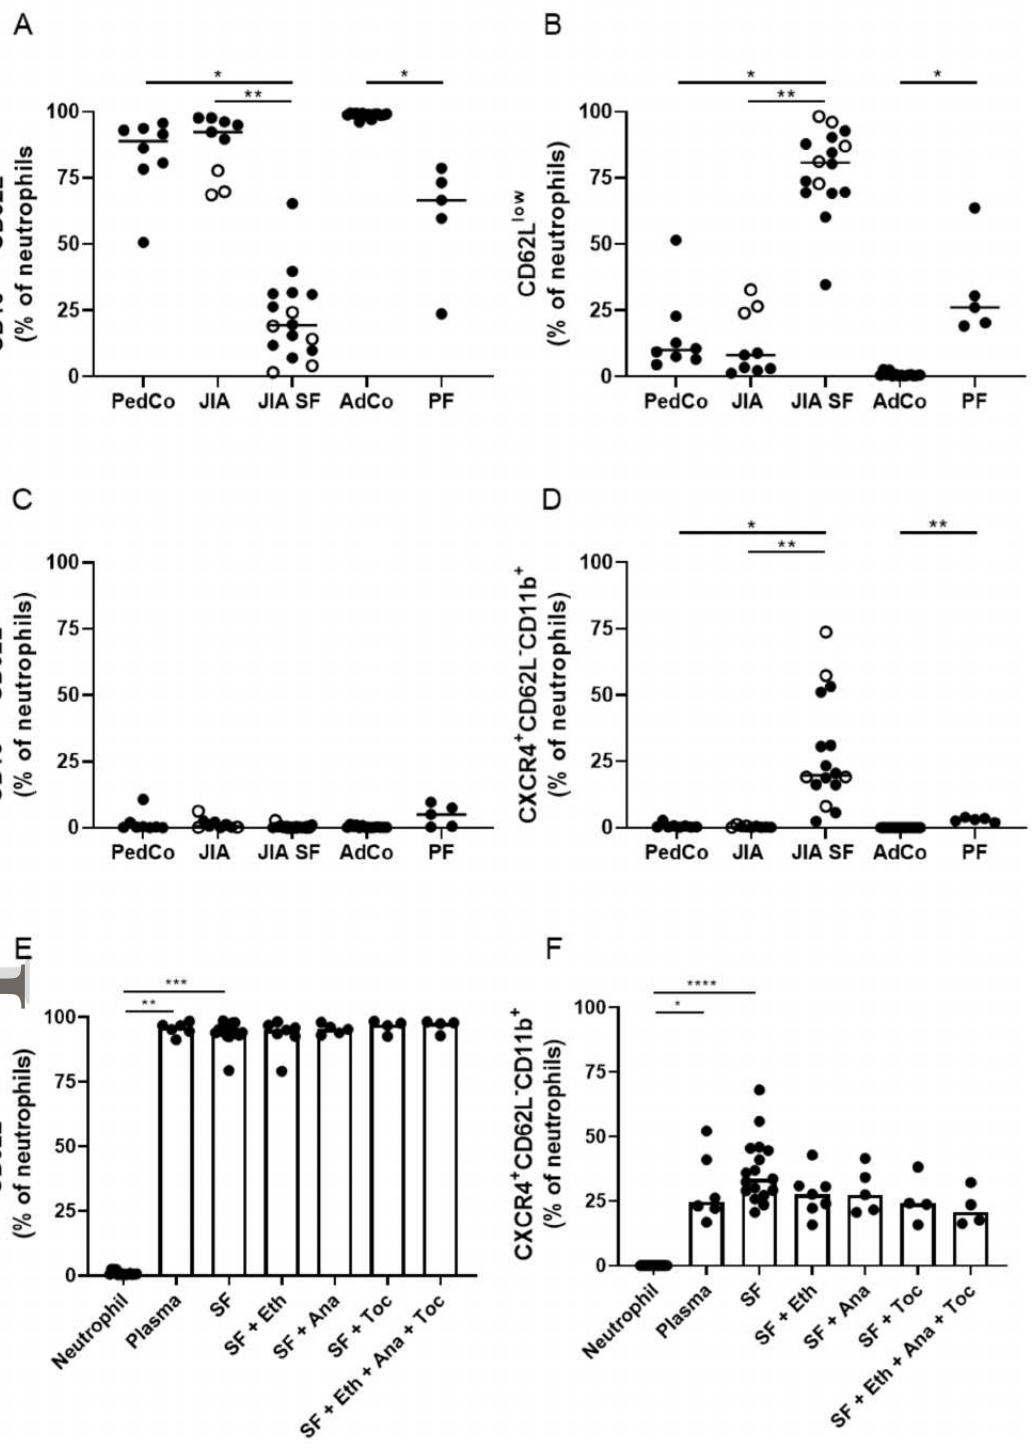 A
* *
**
100
75
50
25
0
(% of neutrophils
PedCo JIA JIA SF AdCo PF
B
* *
**
100
75
50
25
0
CD62Llow
(% of neutrophils)
PedCo JIA JIA SF AdCo PF
C
100
75
50
25
0
(% of neutrophils)
PedCo JIA JIA SF AdCo PF
D
* **
**
100
75
50
25
0
CXCR4+CD62L-CD11b+
(% of neutrophils)
PedCo JIA JIA SF AdCo PF
E
***
**
100
75
50
25
0
(% of neutrophils)
Neutrophil
Plasma
SF
SF + Eth
SF + Ana
SF + Toc
SF + Eth + Ana + Toc
F
****
*
100
75
50
25
0
CXCR4+CD62L-CD11b+
(% of neutrophils)
Neutrophil
Plasma
SF
SF + Eth
SF + Ana
SF + Toc
SF + Eth + Ana + Toc